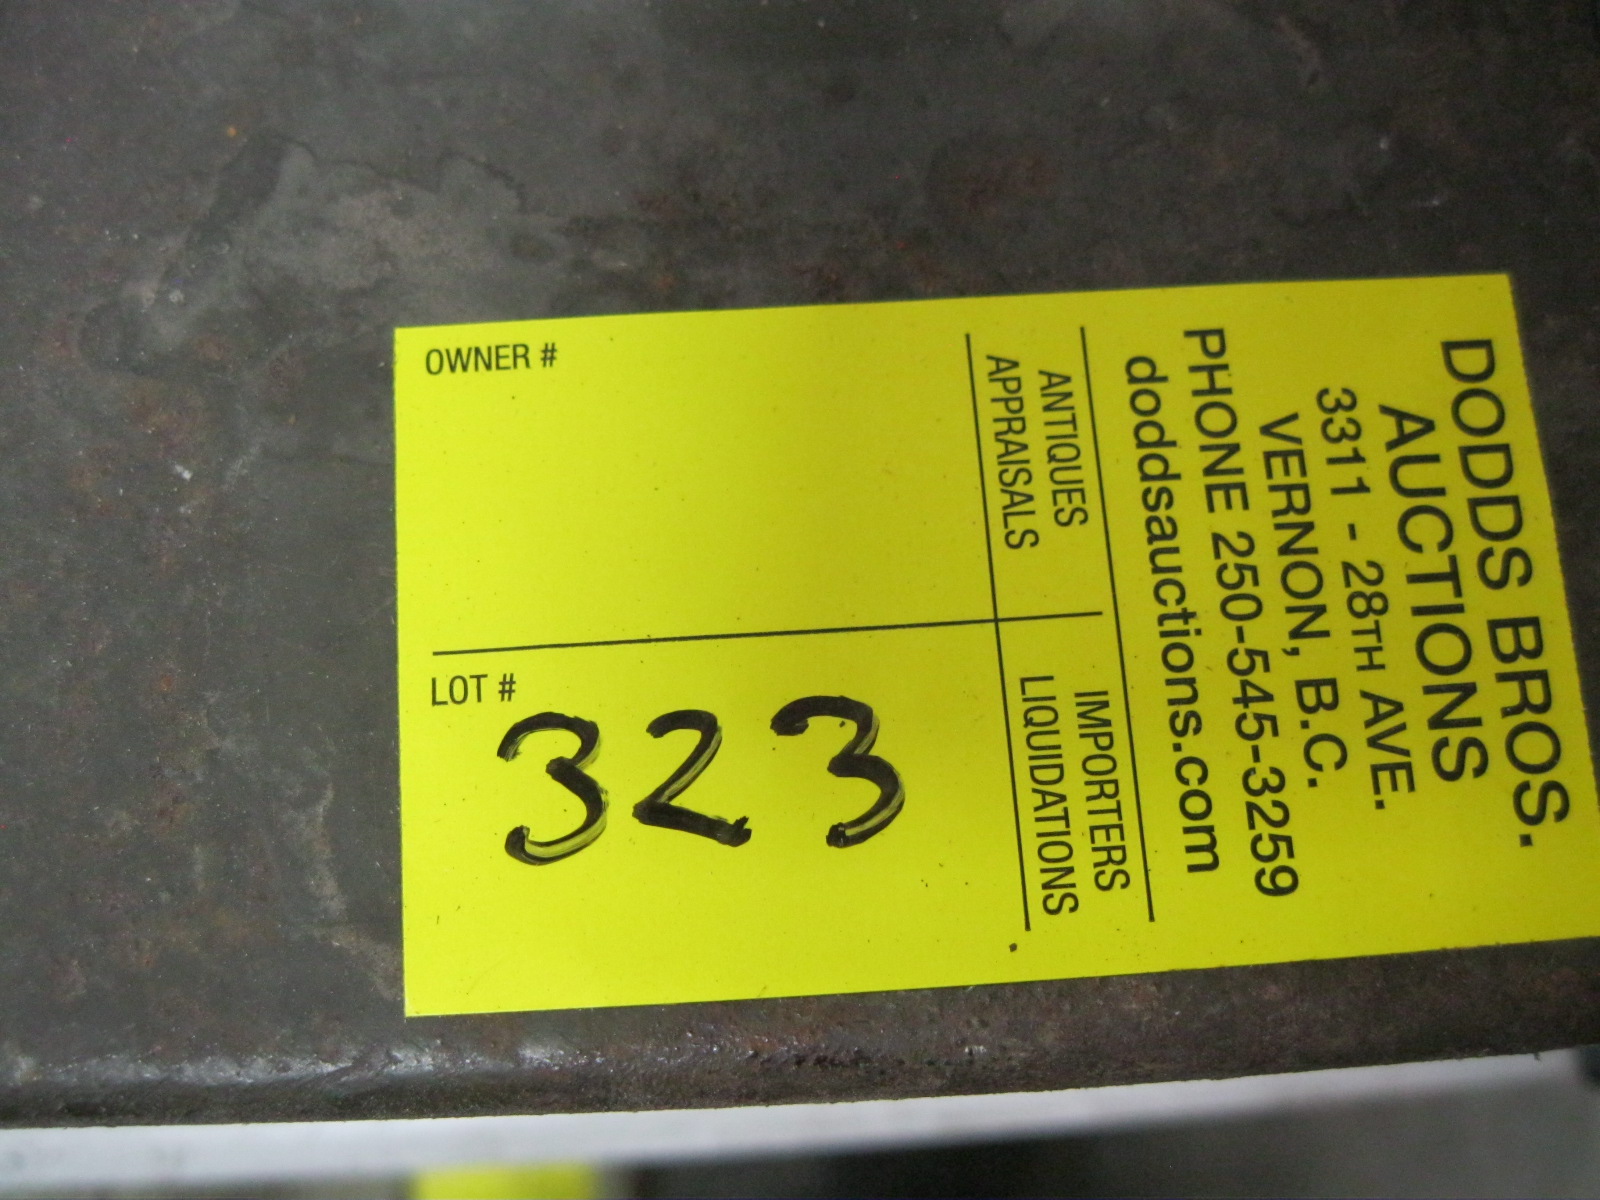 DODDS BROS.
AUCTIONS
3311 - 28TH AVE.
VERNON, B.C.
PHONE 250-545-3259
doddsauctions.com
ANTIQUES IMPORTERS
APPRAISALS LIQUIDATIONS
OWNER #
LOT #
323